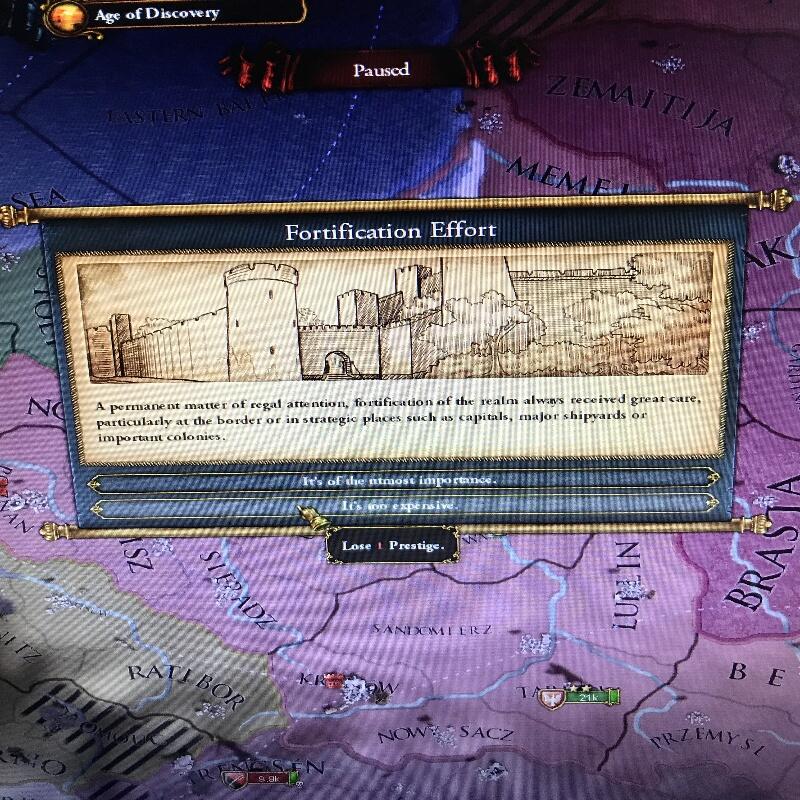 Age of Discovery
Paused
ZEMAITIJA
EASTERN
MEMEL
SEA
Fortification Effort
A permanent matter of regal attention, fortification of the realm always received great care,
particularly at the border or in strategic places such as capitals, major shipyards or
important colonies.
It's of the utmost importance.
It's too expensive.
Lose 1 Prestige.
SIERADZ
LUBLIN
BRASTA
SANDOMIERZ
RATIBOR
BE
21k
NOWY SACZ
PRZEMYSL
9.9k